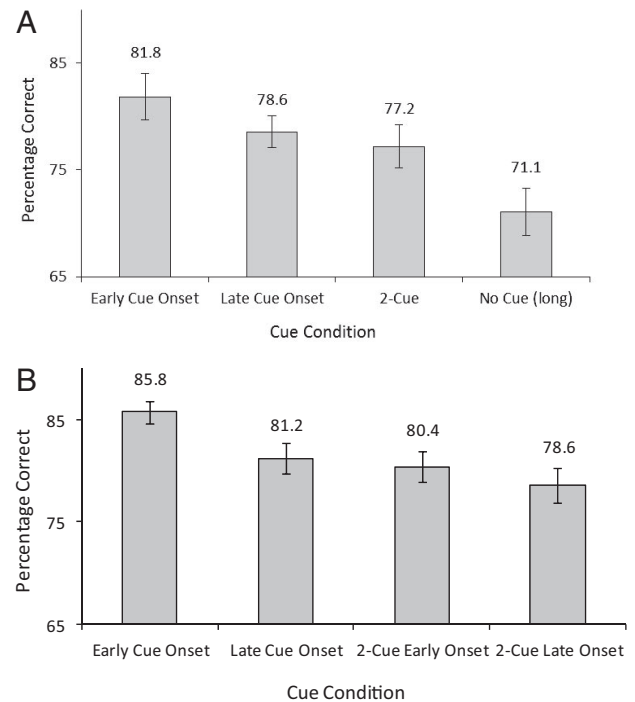 A
85
75
65
Percentage Correct
81.8
78.6
77.2
71.1
Early Cue Onset Late Cue Onset 2-Cue No Cue (long)
Cue Condition
B
85
75
65
Percentage Correct
85.8
81.2
80.4
78.6
Early Cue Onset Late Cue Onset 2-Cue Early Onset 2-Cue Late Onset
Cue Condition